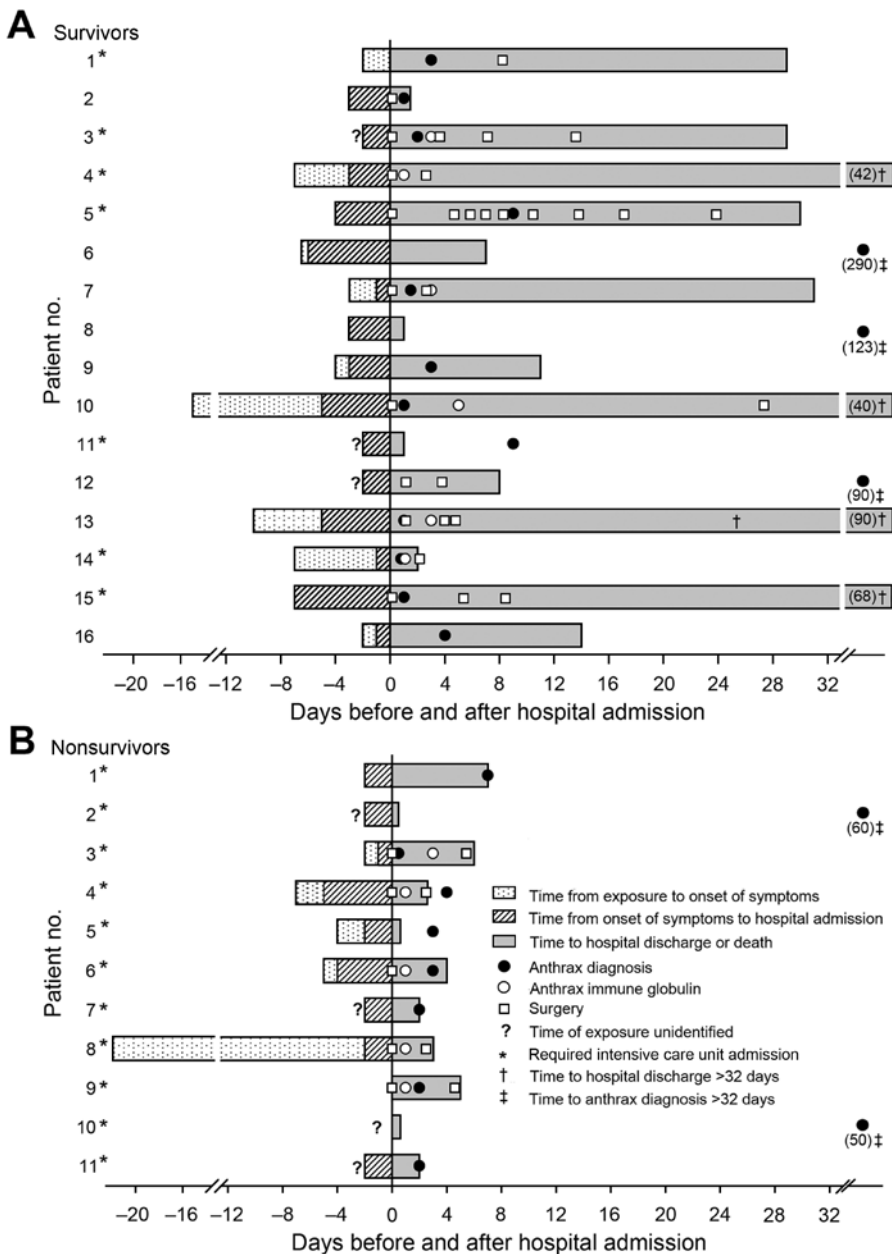 A Survivors
1*
2
3* ?
4* (42)†
5*
6
(290)‡
7
8
(123)‡
9
10 (40)†
11* ?
12 ?
(90)‡
13 † (90)†
14*
15* (68)†
16
Patient no.
–20 –16 –12 –8 –4 0 4 8 12 16 20 24 28 32
Days before and after hospital admission
B Nonsurvivors
1*
2* ?
(60)‡
3*
4*
5*
6*
7* ?
8*
9*
10* ?
(50)‡
11* ?
Patient no.
Time from exposure to onset of symptoms
Time from onset of symptoms to hospital admission
Time to hospital discharge or death
Anthrax diagnosis
Anthrax immune globulin
Surgery
? Time of exposure unidentified
* Required intensive care unit admission
† Time to hospital discharge >32 days
‡ Time to anthrax diagnosis >32 days
–20 –16 –12 –8 –4 0 4 8 12 16 20 24 28 32
Days before and after hospital admission